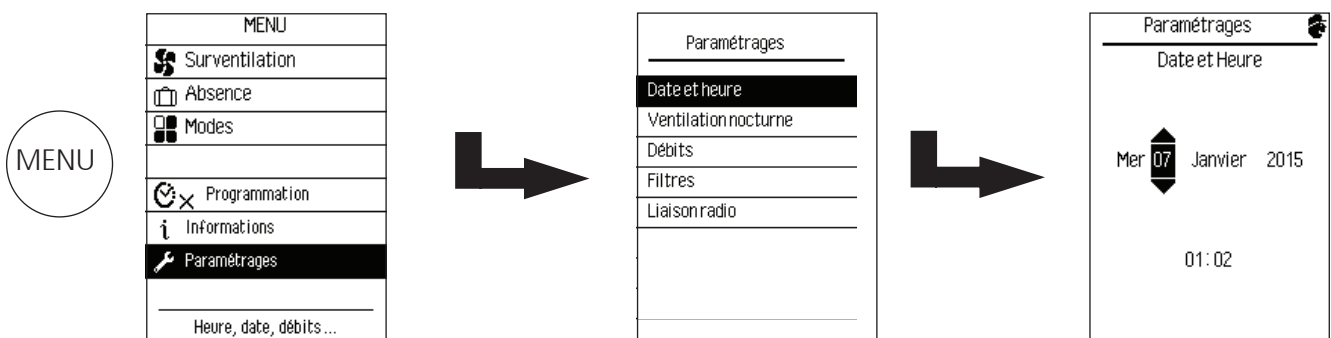 MENU
MENU
Surventilation
Absence
Modes
Programmation
Informations
Paramétrages
Heure, date, débits ...
Paramétrages
Date et heure
Ventilation nocturne
Débits
Filtres
Liaison radio
Paramétrages
Date et Heure
Mer 07 Janvier 2015
01:02